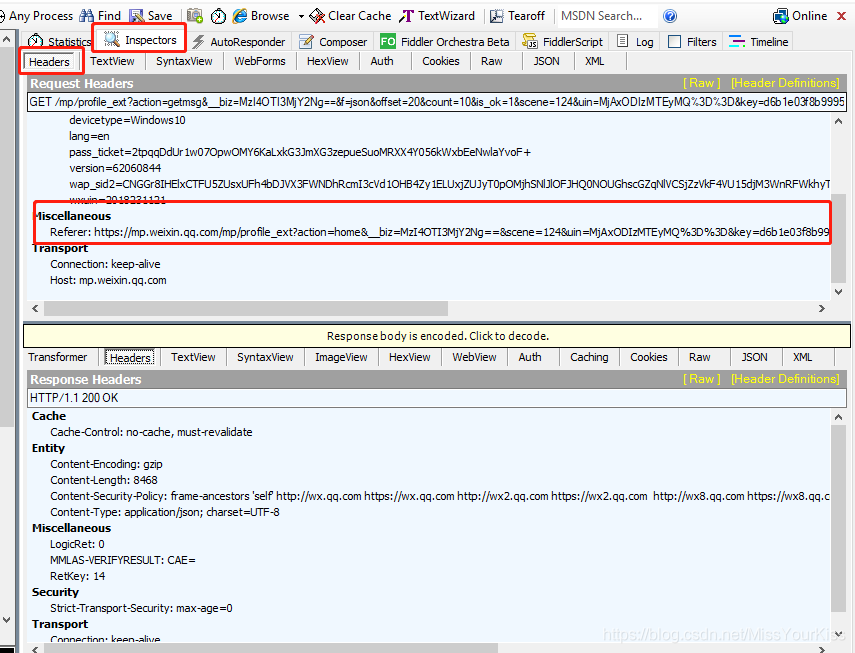 Any Process Find Save Browse Clear Cache TextWizard Tearoff MSDN Search... Online
Statistics Inspectors AutoResponder Composer FO Fiddler Orchestra Beta FiddlerScript Log Filters Timeline
Headers TextView SyntaxView WebForms HexView Auth Cookies Raw JSON XML
Request Headers [ Raw ] [Header Definitions]
GET /mp/profile_ext?action=getmsg&__biz=MzI4OTI3MjY2Ng==&f=json&offset=20&count=10&is_ok=1&scene=124&uin=MjAxODIzMTEyMQ%3D%3D&key=d6b1e03f8b9995
devicetype=Windows10
lang=en
pass_ticket=2tpqqDdUr1w07OpwOMY6KaLxkG3JmXG3zepueSuoMRXX4Y056kWxbEeNwlaYvoF+
version=62060844
wap_sid2=CNGGr8IHElxCTFU5ZUsxUFh4bDJVX3FWNDhRcmI3cVd1OHB4Zy1ELUxjZUJyT0pOMjhSNlJlOFJHQ0NOUGhscGZqNlVCSjZzVkF4VU15djM3WnRFWkhyT
wxuin=2018231121
Miscellaneous
Referer: https://mp.weixin.qq.com/mp/profile_ext?action=home&__biz=MzI4OTI3MjY2Ng==&scene=124&uin=MjAxODIzMTEyMQ%3D%3D&key=d6b1e03f8b99
Transport
Connection: keep-alive
Host: mp.weixin.qq.com
Response body is encoded. Click to decode.
Transformer Headers TextView SyntaxView ImageView HexView WebView Auth Caching Cookies Raw JSON XML
Response Headers [ Raw ] [Header Definitions]
HTTP/1.1 200 OK
Cache
Cache-Control: no-cache, must-revalidate
Entity
Content-Encoding: gzip
Content-Length: 8468
Content-Security-Policy: frame-ancestors 'self' http://wx.qq.com https://wx.qq.com http://wx2.qq.com https://wx2.qq.com http://wx8.qq.com https://wx8.qq.c
Content-Type: application/json; charset=UTF-8
Miscellaneous
LogicRet: 0
MMLAS-VERIFYRESULT: CAE=
RetKey: 14
Security
Strict-Transport-Security: max-age=0
Transport
Connection: keep-alive
https://blog.csdn.net/MissYourKiss